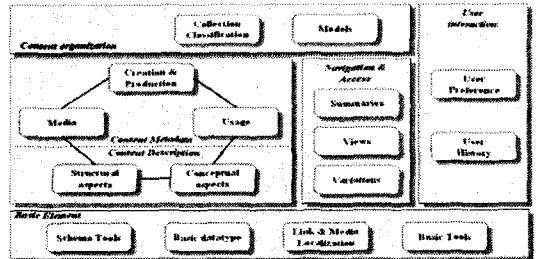 Collection
Classification
Models
Content organization
User
interaction
Creation &
Production
Media
Usage
Content Metadata
Content Description
Structural
aspects
Conceptual
aspects
Navigation &
Access
Summaries
Views
Variations
User
Preference
User
History
Basic Element
Schema Tools
Basic datatype
Link & Media
Localization
Basic Tools